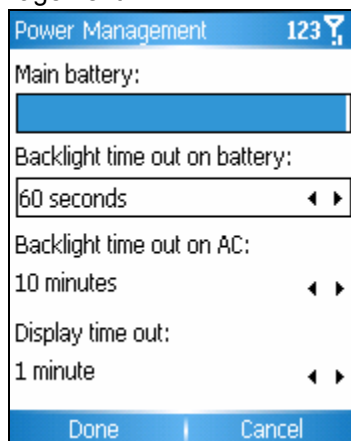 Power Management 123
Main battery:
Backlight time out on battery:
60 seconds
Backlight time out on AC:
10 minutes
Display time out:
1 minute
Done Cancel